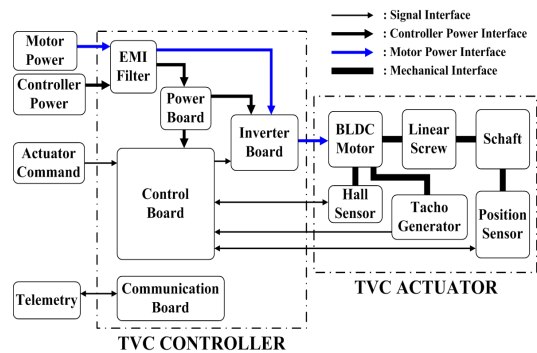 Motor
Power
Controller
Power
EMI
Filter
Power
Board
Inverter
Board
Actuator
Command
Control
Board
Telemetry
Communication
Board
TVC CONTROLLER
: Signal Interface
: Controller Power Interface
: Motor Power Interface
: Mechanical Interface
BLDC
Motor
Linear
Screw
Schaft
Hall
Sensor
Tacho
Generator
Position
Sensor
TVC ACTUATOR